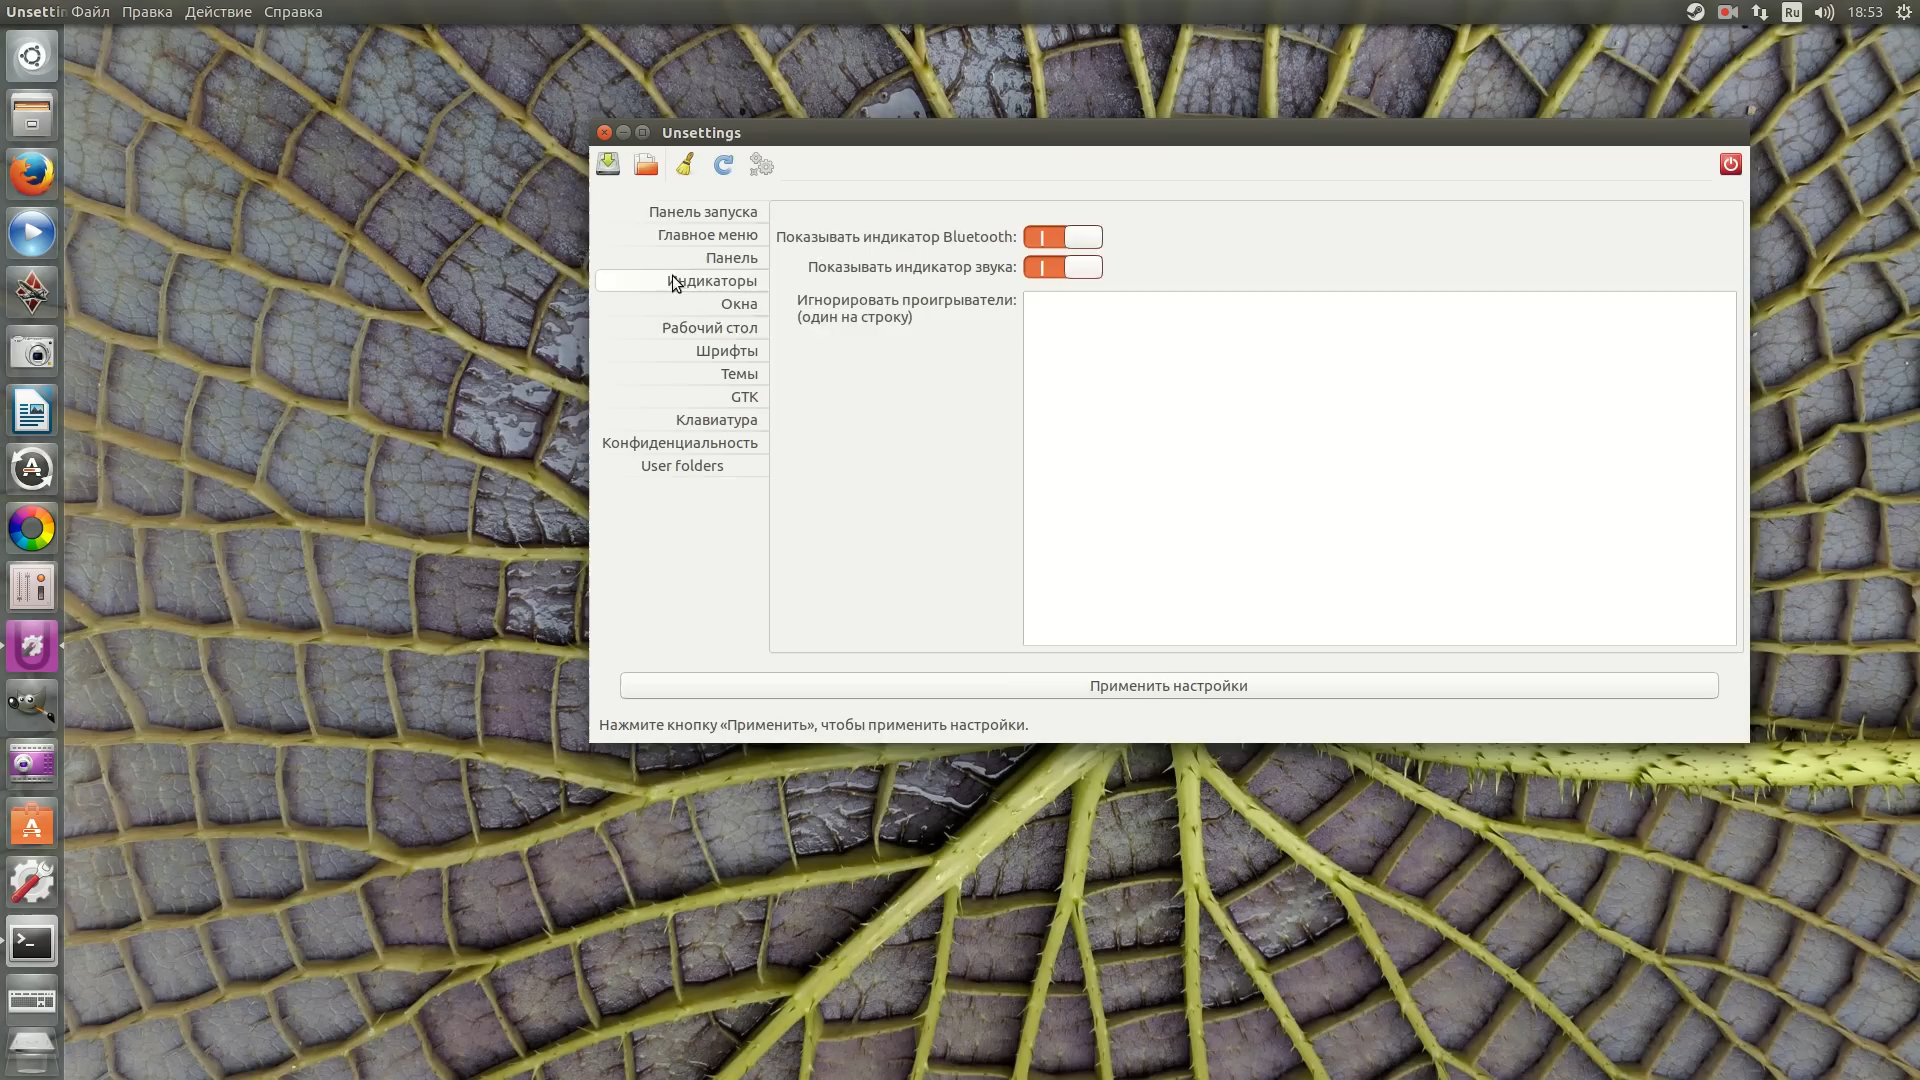 Unsettin Файл Правка Действие Справка
Ru 18:53
Unsettings
Панель запуска
Главное меню
Панель
Индикаторы
Окна
Рабочий стол
Шрифты
Темы
GTK
Клавиатура
Конфиденциальность
User folders
Показывать индикатор Bluetooth:
Показывать индикатор звука:
Игнорировать проигрыватели:
(один на строку)
Применить настройки
Нажмите кнопку «Применить», чтобы применить настройки.